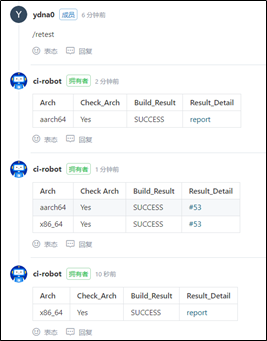 Y ydna0 成员 6 分钟前
/retest
表态 回复
ci-robot 拥有者 2 分钟前
Arch Check_Arch Build_Result Result_Detail
aarch64 Yes SUCCESS report
表态 回复
ci-robot 拥有者 1 分钟前
Arch Check Arch Build_Result Result_Detail
aarch64 Yes SUCCESS #53
x86_64 Yes SUCCESS #53
表态 回复
ci-robot 拥有者 10 秒前
Arch Check_Arch Build_Result Result_Detail
x86_64 Yes SUCCESS report
表态 回复